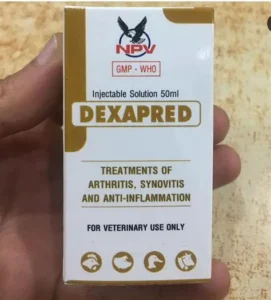 NPV
GMP - WHO
Injectable Solution 50ml
DEXAPRED
TREATMENTS OF
ARTHRITIS, SYNOVITIS
AND ANTI-INFLAMMATION
FOR VETERINARY USE ONLY